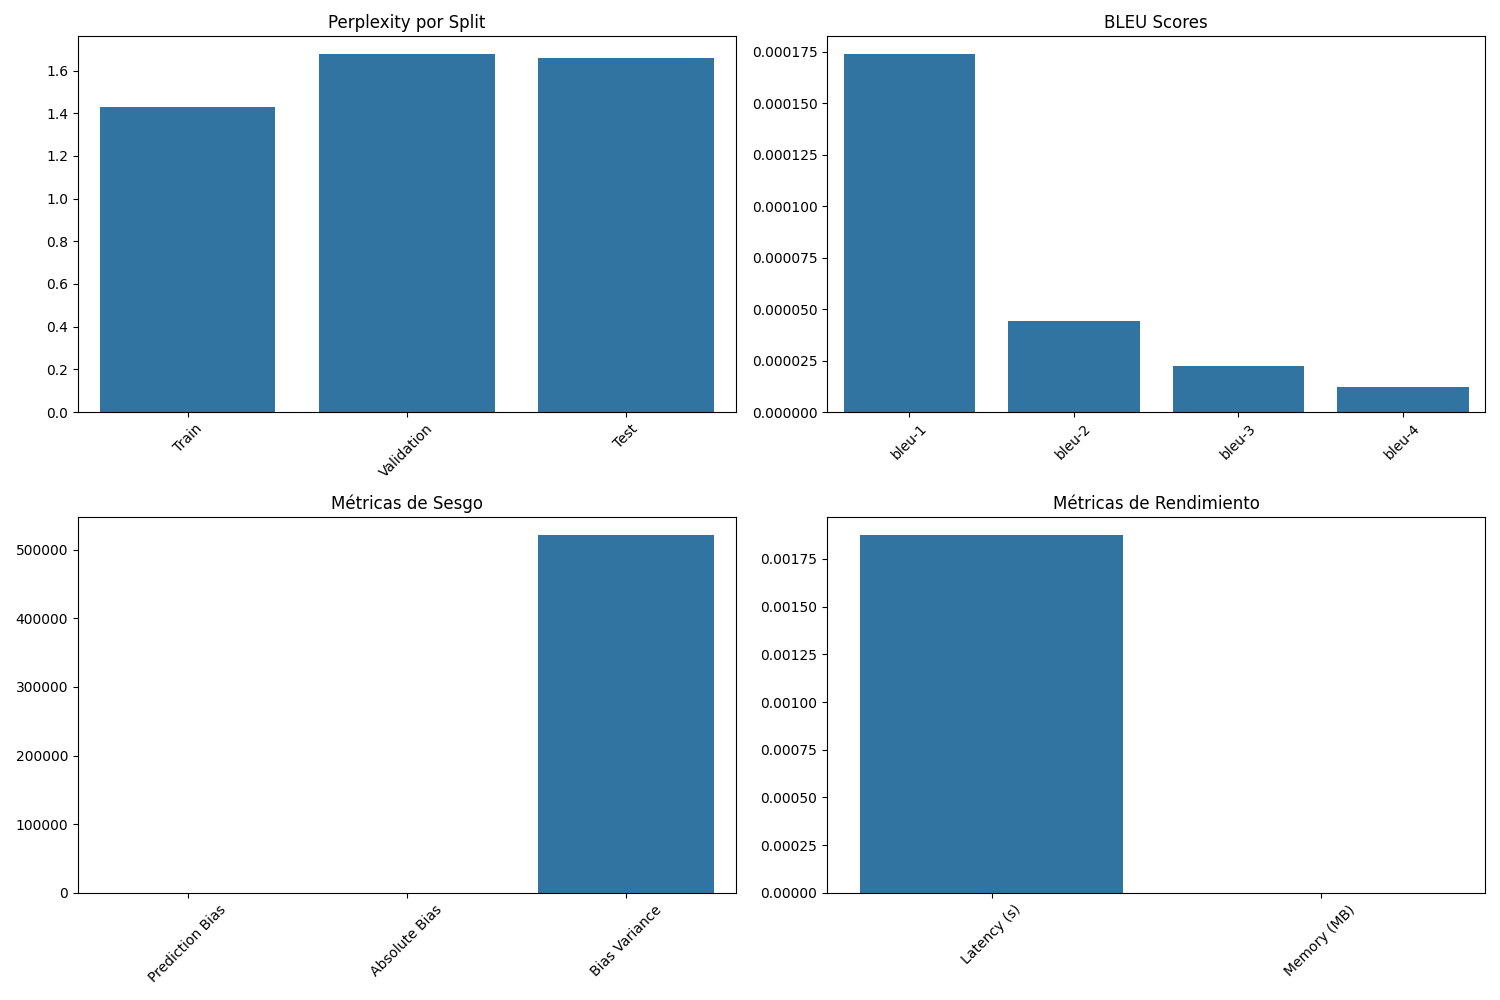 Perplexity por Split
1.6
1.4
1.2
1.0
0.8
0.6
0.4
0.2
0.0
Train
Validation
Test
BLEU Scores
0.000175
0.000150
0.000125
0.000100
0.000075
0.000050
0.000025
0.000000
bleu-1
bleu-2
bleu-3
bleu-4
Métricas de Sesgo
500000
400000
300000
200000
100000
0
Prediction Bias
Absolute Bias
Bias Variance
Métricas de Rendimiento
0.00175
0.00150
0.00125
0.00100
0.00075
0.00050
0.00025
0.00000
Latency (s)
Memory (MB)